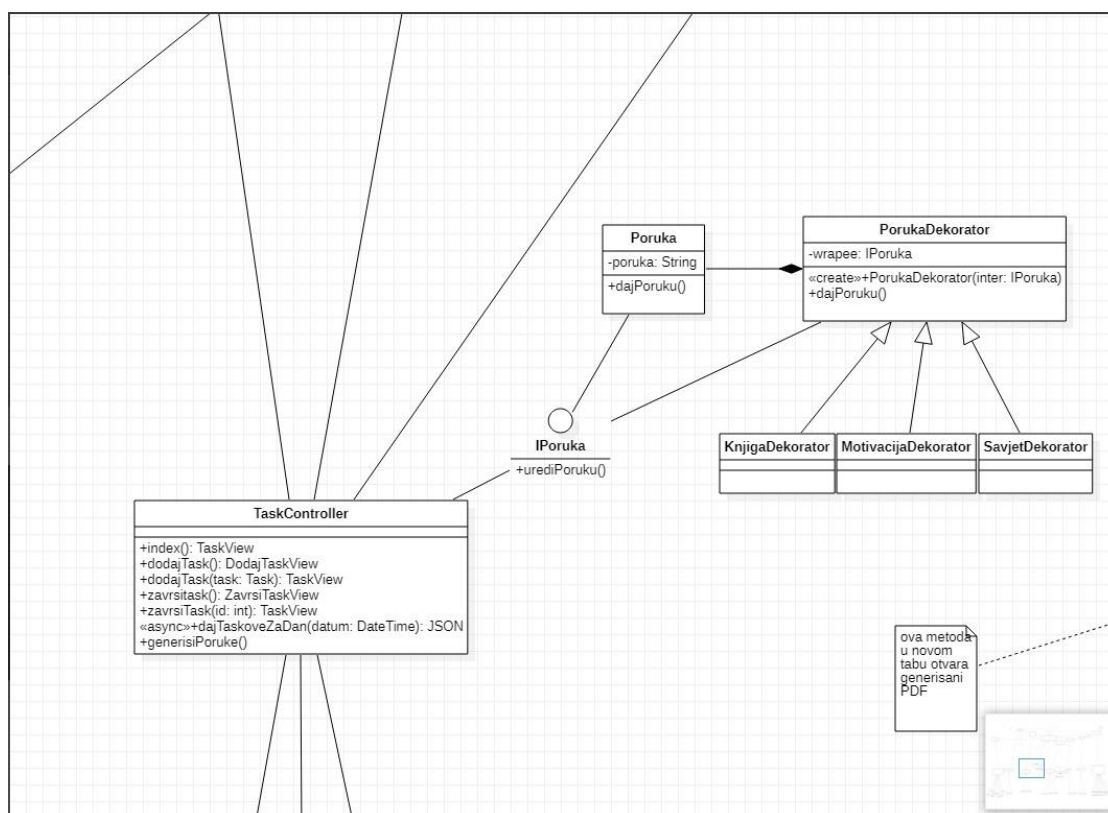 Poruka
-poruka: String
+dajPoruku()
PorukaDekorator
-wrapee: IPoruka
«create»+PorukaDekorator(inter: IPoruka)
+dajPoruku()
IPoruka
+urediPoruku()
KnjigaDekorator
MotivacijaDekorator
SavjetDekorator
TaskController
+index(): TaskView
+dodajTask(): DodajTaskView
+dodajTask(task: Task): TaskView
+zavrsitask(): ZavrsiTaskView
+zavrsiTask(id: int): TaskView
«async»+dajTaskoveZaDan(datum: DateTime): JSON
+generisiPoruke()
ova metoda
u novom
tabu otvara
generisani
PDF